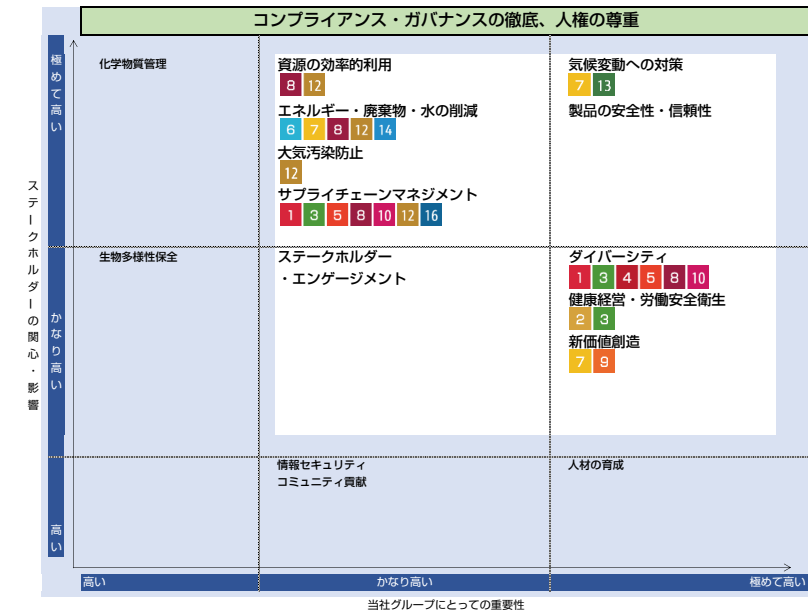 コンプライアンス・ガバナンスの徹底、人権の尊重
ステークホルダーの関心・影響
極めて高い
化学物質管理
資源の効率的利用
8 12
エネルギー・廃棄物・水の削減
6 7 8 12 14
大気汚染防止
12
サプライチェーンマネジメント
1 3 5 8 10 12 16
気候変動への対策
7 13
製品の安全性・信頼性
かなり高い
生物多様性保全
ステークホルダー
・エンゲージメント
ダイバーシティ
1 3 4 5 8 10
健康経営・労働安全衛生
2 3
新価値創造
7 9
高い
情報セキュリティ
コミュニティ貢献
人材の育成
高い
かなり高い
極めて高い
当社グループにとっての重要性